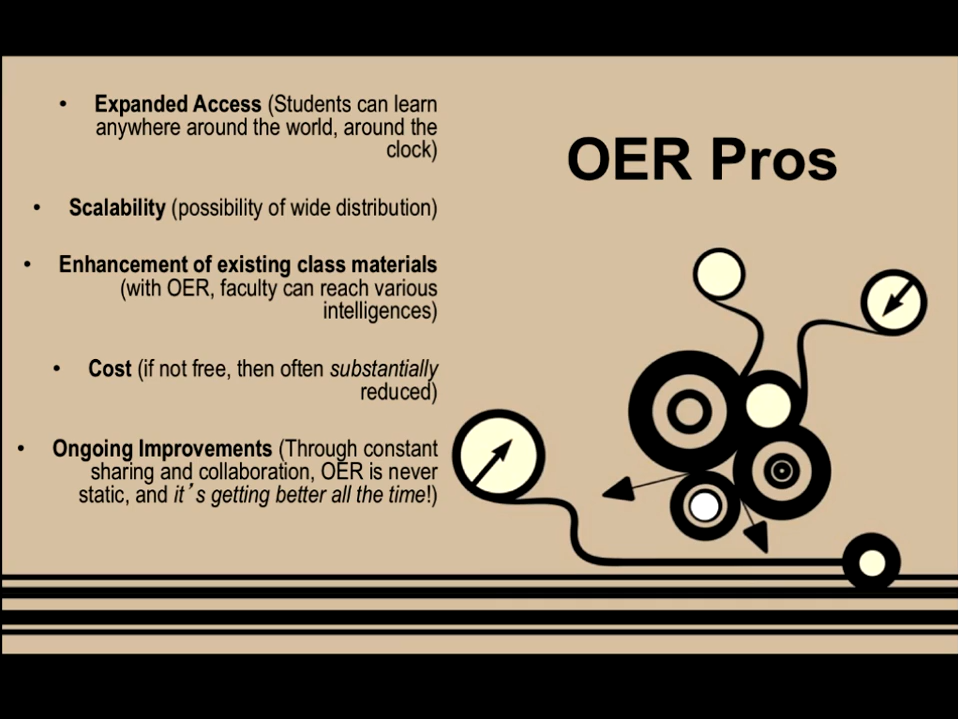 OER Pros
• Expanded Access (Students can learn
anywhere around the world, around the
clock)
• Scalability (possibility of wide distribution)
• Enhancement of existing class materials
(with OER, faculty can reach various
intelligences)
• Cost (if not free, then often substantially
reduced)
• Ongoing Improvements (Through constant
sharing and collaboration, OER is never
static, and it’s getting better all the time!)